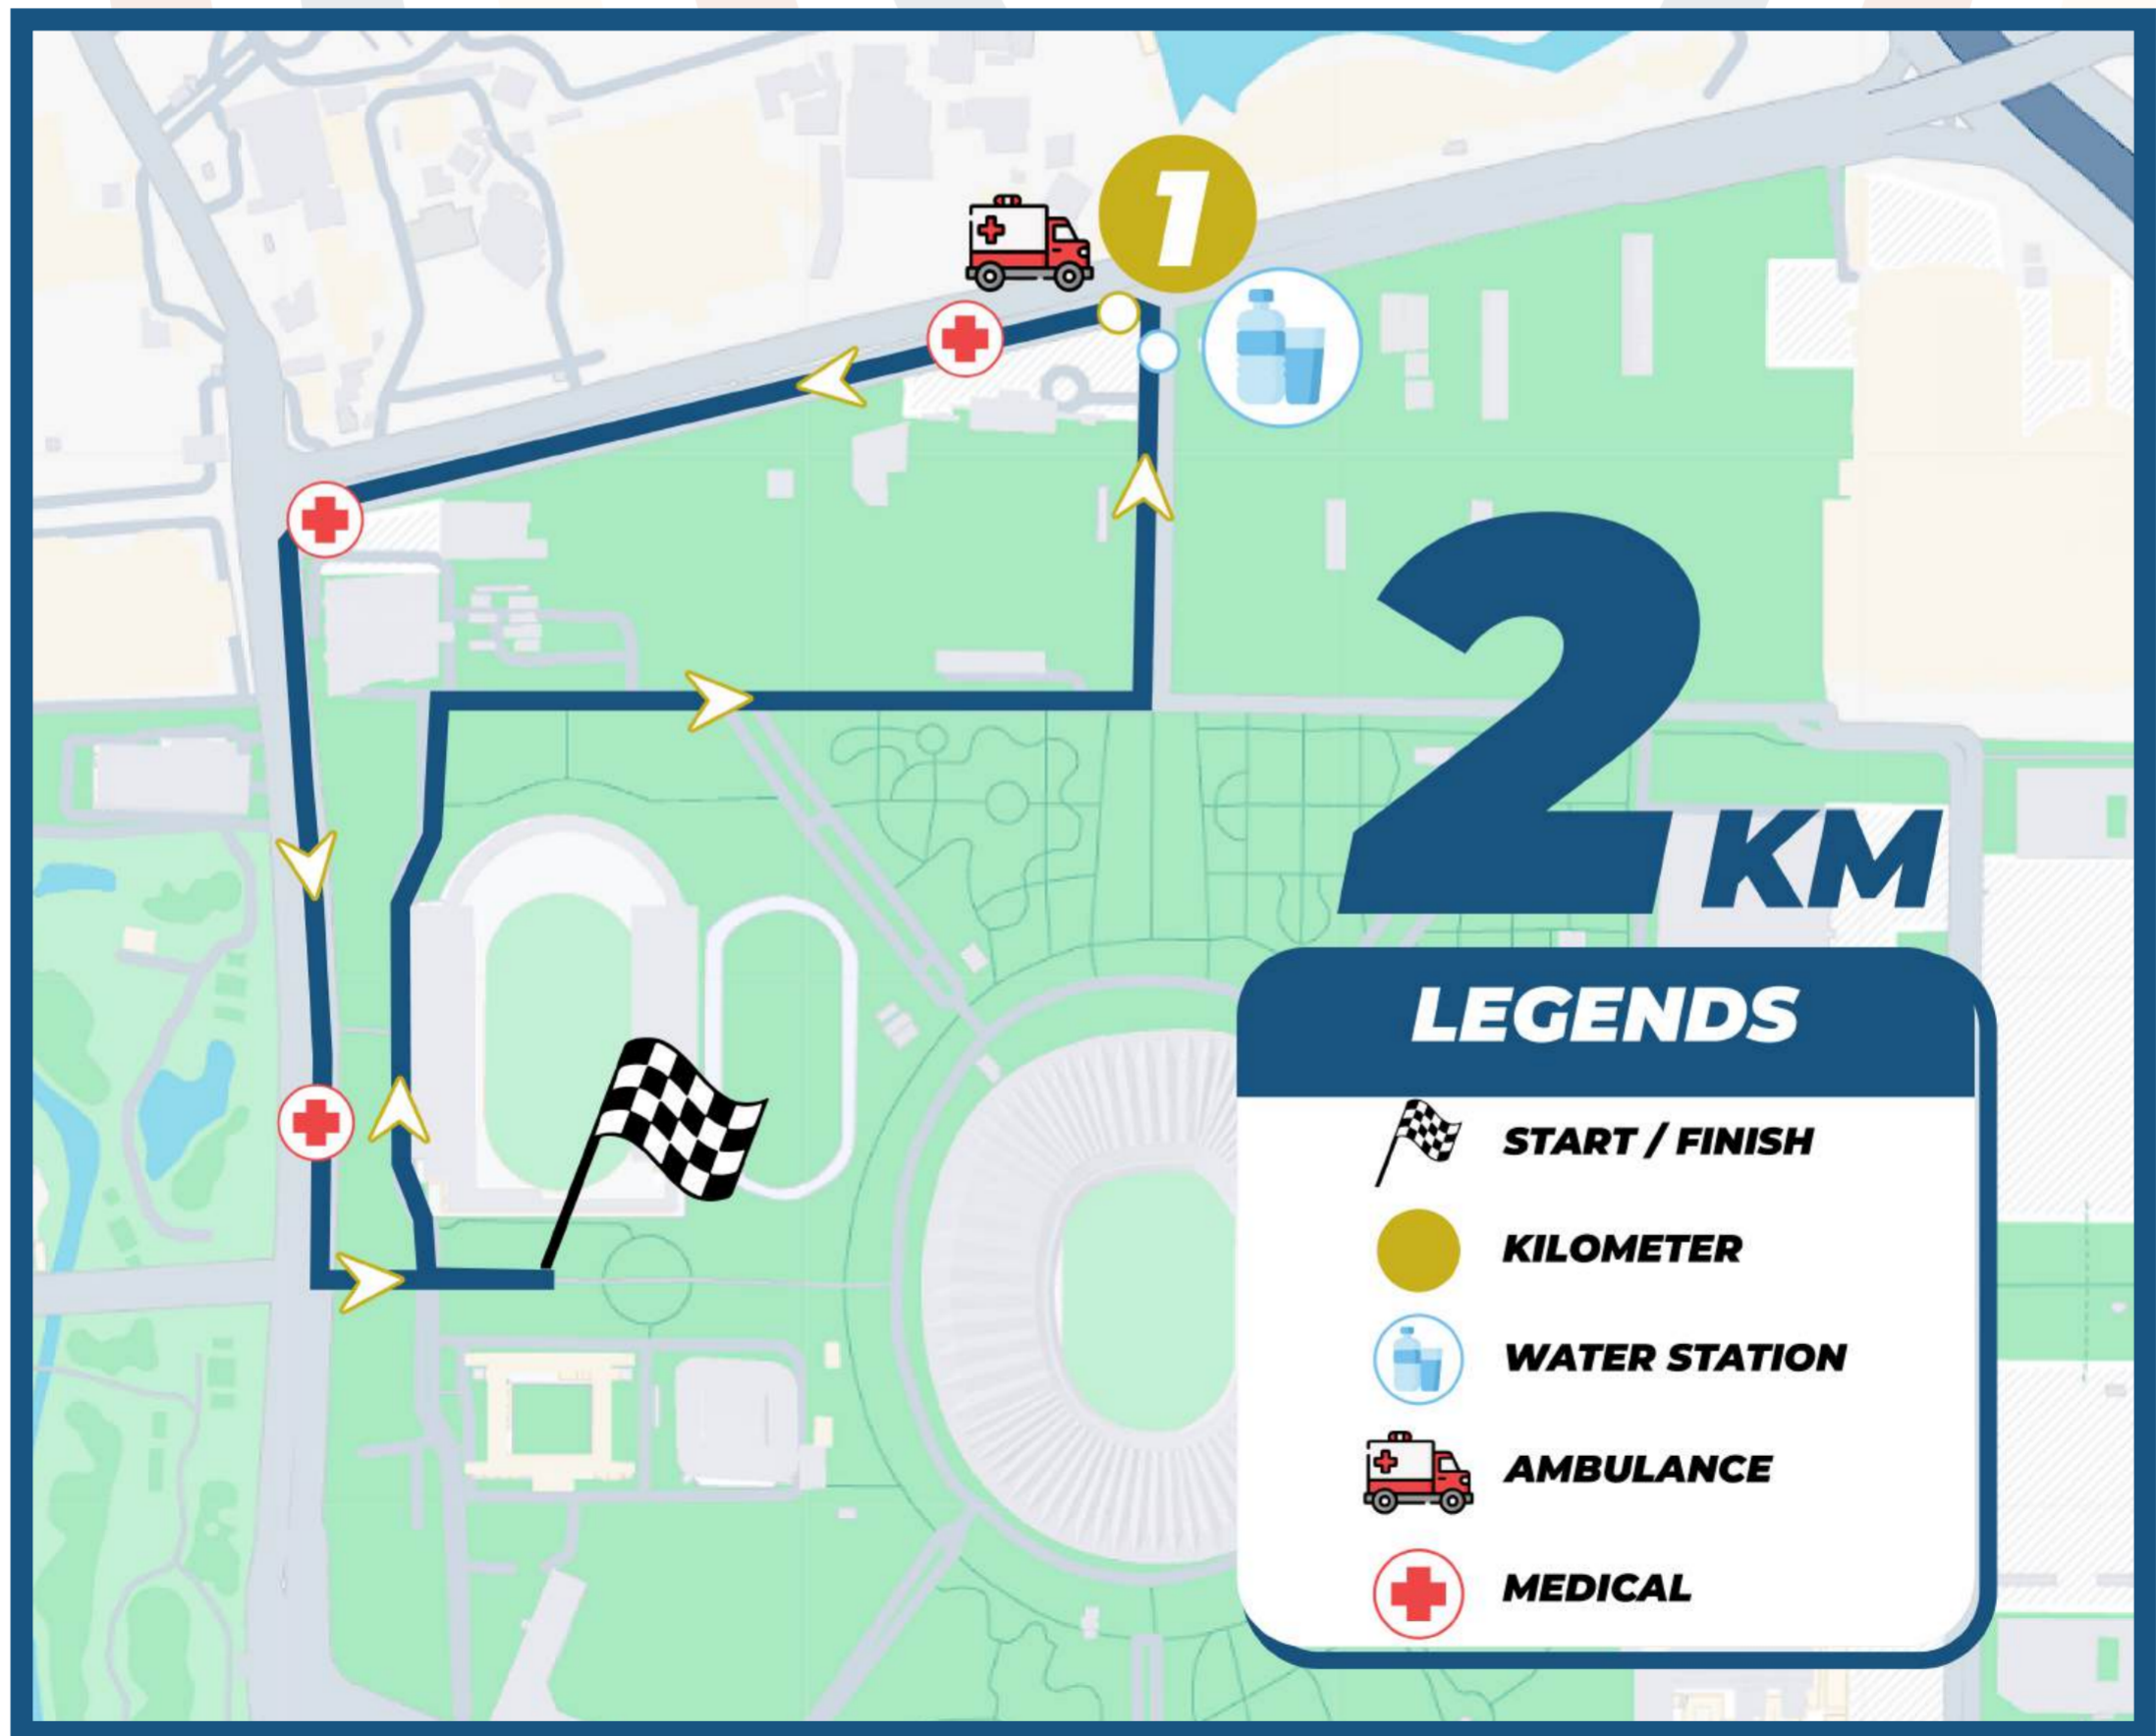 1
2 KM
LEGENDS
START / FINISH
KILOMETER
WATER STATION
AMBULANCE
MEDICAL